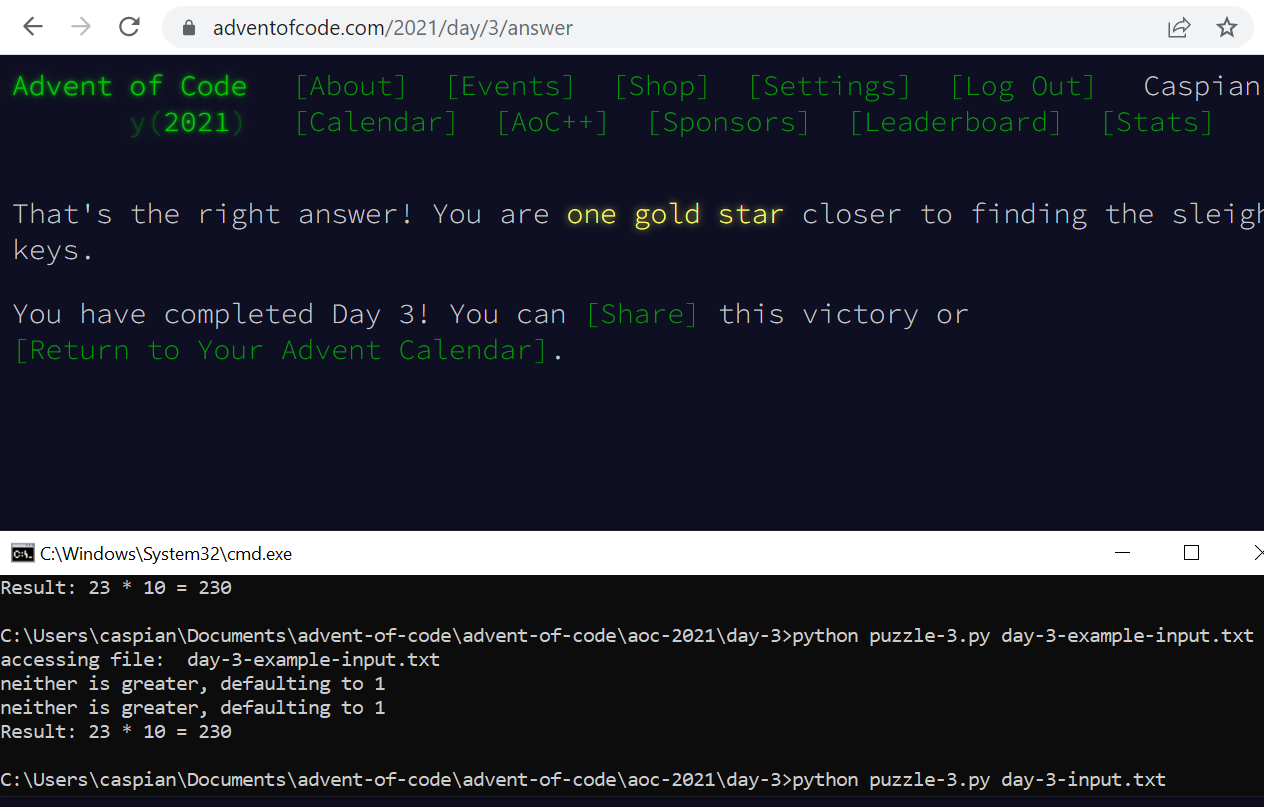 adventofcode.com/2021/day/3/answer
Advent of Code [About] [Events] [Shop] [Settings] [Log Out] Caspian
y(2021) [Calendar] [AoC++] [Sponsors] [Leaderboard] [Stats]
That's the right answer! You are one gold star closer to finding the sleigh
keys.
You have completed Day 3! You can [Share] this victory or
[Return to Your Advent Calendar].
C:\Windows\System32\cmd.exe
Result: 23 * 10 = 230
C:\Users\caspian\Documents\advent-of-code\advent-of-code\aoc-2021\day-3>python puzzle-3.py day-3-example-input.txt
accessing file:  day-3-example-input.txt
neither is greater, defaulting to 1
neither is greater, defaulting to 1
Result: 23 * 10 = 230
C:\Users\caspian\Documents\advent-of-code\advent-of-code\aoc-2021\day-3>python puzzle-3.py day-3-input.txt